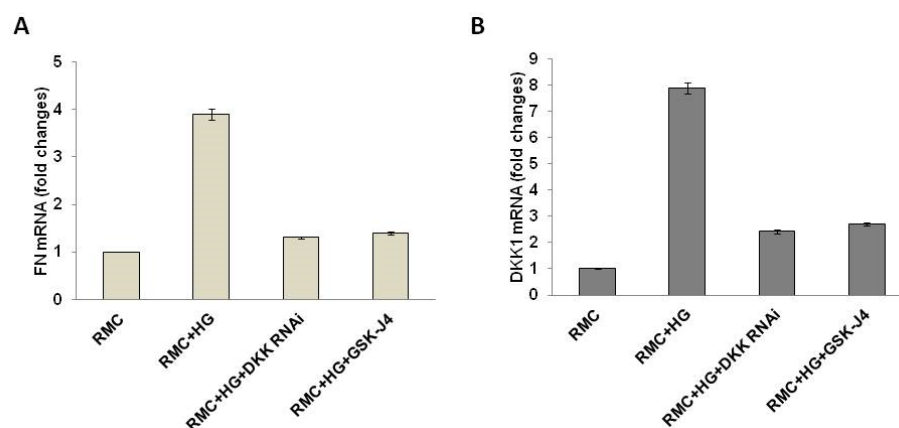 A
FN mRNA (fold changes)
5
4
3
2
1
0
RMC
RMC+HG
RMC+HG+DKK RNAi
RMC+HG+GSK-J4
B
DKK1 mRNA (fold changes)
9
8
7
6
5
4
3
2
1
0
RMC
RMC+HG
RMC+HG+DKK RNAi
RMC+HG+GSK-J4